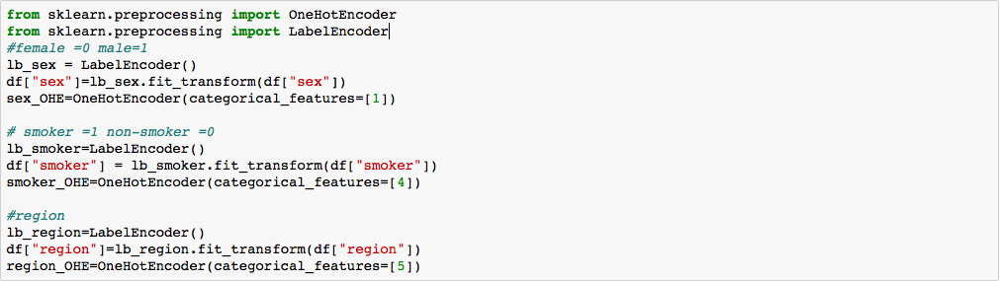 from sklearn.preprocessing import OneHotEncoder
from sklearn.preprocessing import LabelEncoder
#female =0 male=1
lb_sex = LabelEncoder()
df["sex"]=lb_sex.fit_transform(df["sex"])
sex_OHE=OneHotEncoder(categorical_features=[1])
# smoker =1 non-smoker =0
lb_smoker=LabelEncoder()
df["smoker"] = lb_smoker.fit_transform(df["smoker"])
smoker_OHE=OneHotEncoder(categorical_features=[4])
#region
lb_region=LabelEncoder()
df["region"]=lb_region.fit_transform(df["region"])
region_OHE=OneHotEncoder(categorical_features=[5])